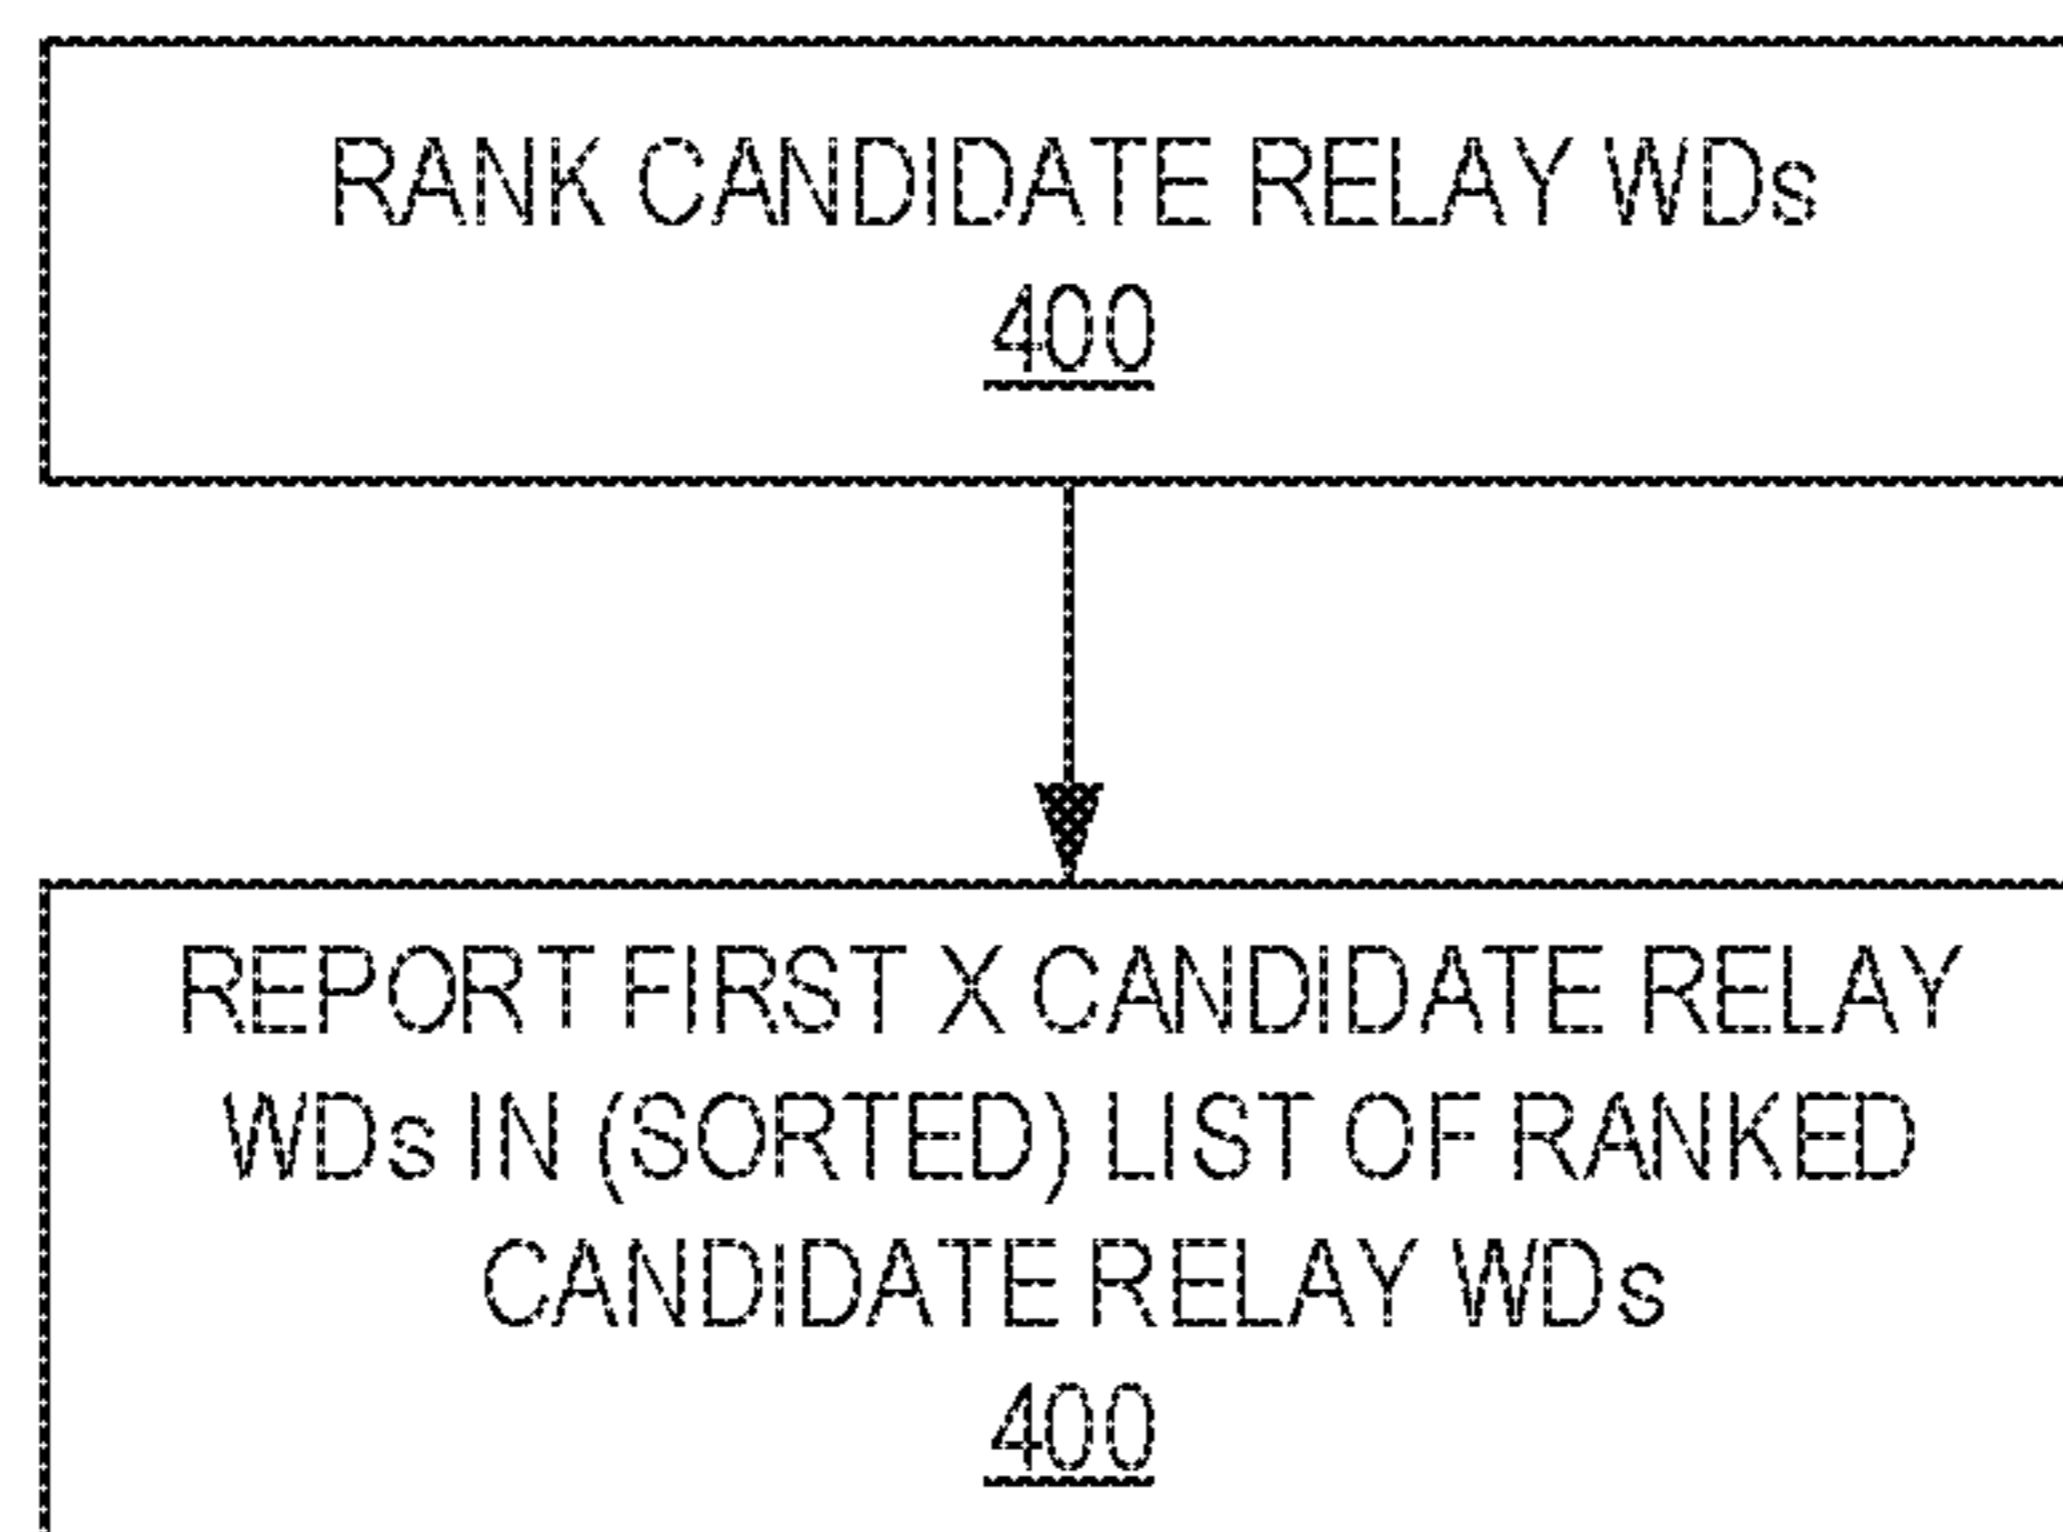 RANK CANDIDATE RELAY WDs
400
REPORT FIRST X CANDIDATE RELAY
WDs IN (SORTED) LIST OF RANKED
CANDIDATE RELAY WDs
400